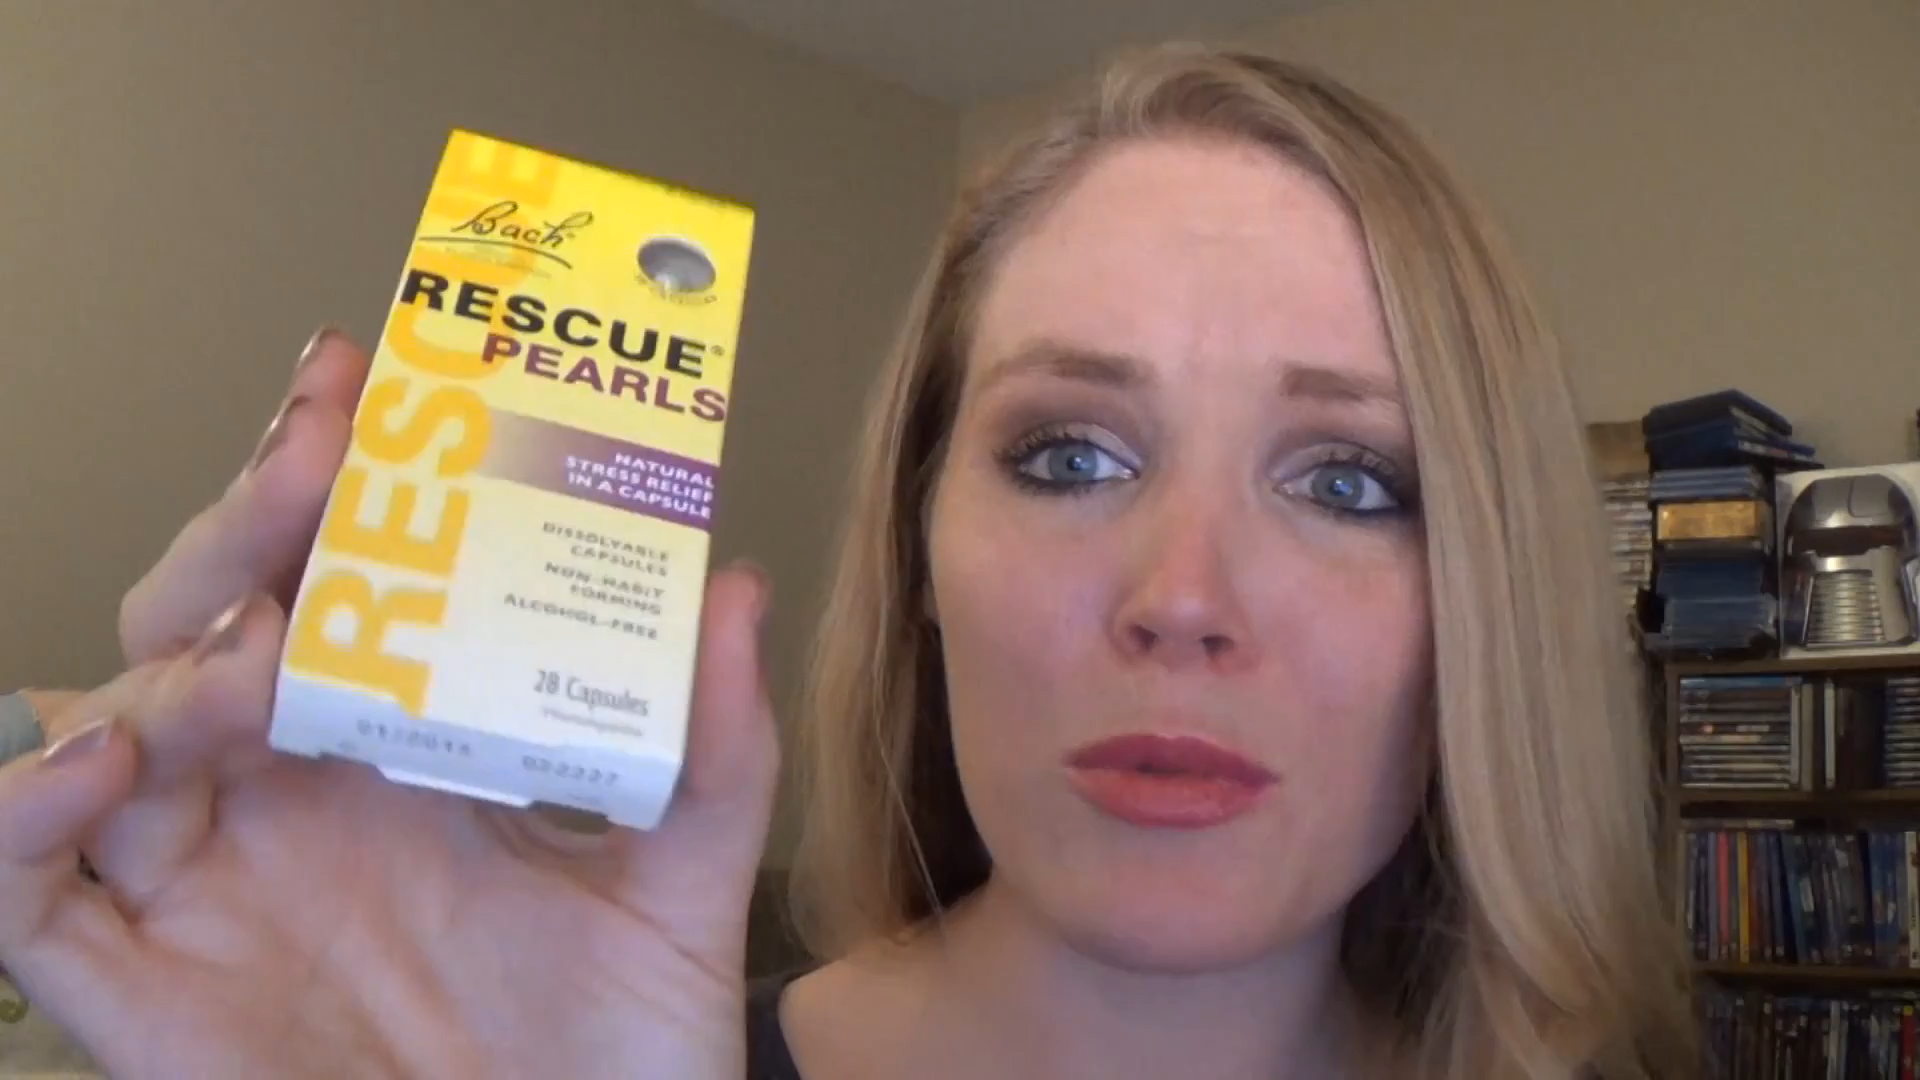 Bach®
RESCUE®
PEARLS
NATURAL
STRESS RELIEF
IN A CAPSULE
DISSOLVABLE
CAPSULES
NON-HABIT
FORMING
ALCOHOL-FREE
28 Capsules
RESCUE